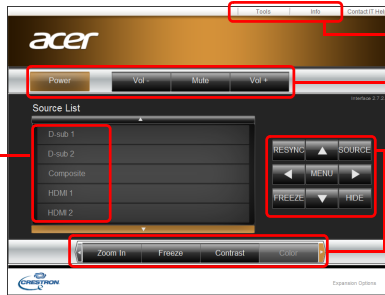 Tools Info Contact IT Hel
acer
Power Vol - Mute Vol +
Interface 2.7.2
Source List
D-sub 1
D-sub 2
Composite
HDMI 1
HDMI 2
RESYNC SOURCE
MENU
FREEZE HIDE
Zoom In Freeze Contrast Color
CRESTRON Expansion Options